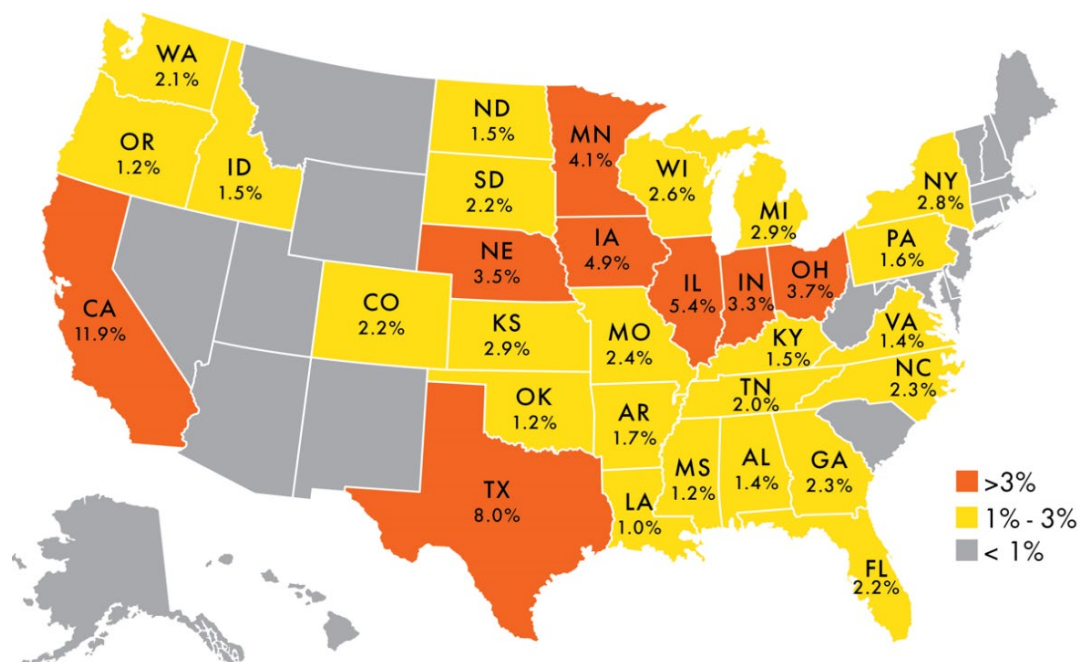 WA
2.1%
OR
1.2%
ID
1.5%
ND
1.5%
MN
4.1%
SD
2.2%
WI
2.6%
MI
2.9%
NY
2.8%
PA
1.6%
NE
3.5%
IA
4.9%
IL
5.4%
IN
3.3%
OH
3.7%
CA
11.9%
CO
2.2%
KS
2.9%
MO
2.4%
KY
1.5%
VA
1.4%
NC
2.3%
TN
2.0%
OK
1.2%
AR
1.7%
MS
1.2%
AL
1.4%
GA
2.3%
TX
8.0%
LA
1.0%
FL
2.2%
>3%
1% - 3%
< 1%